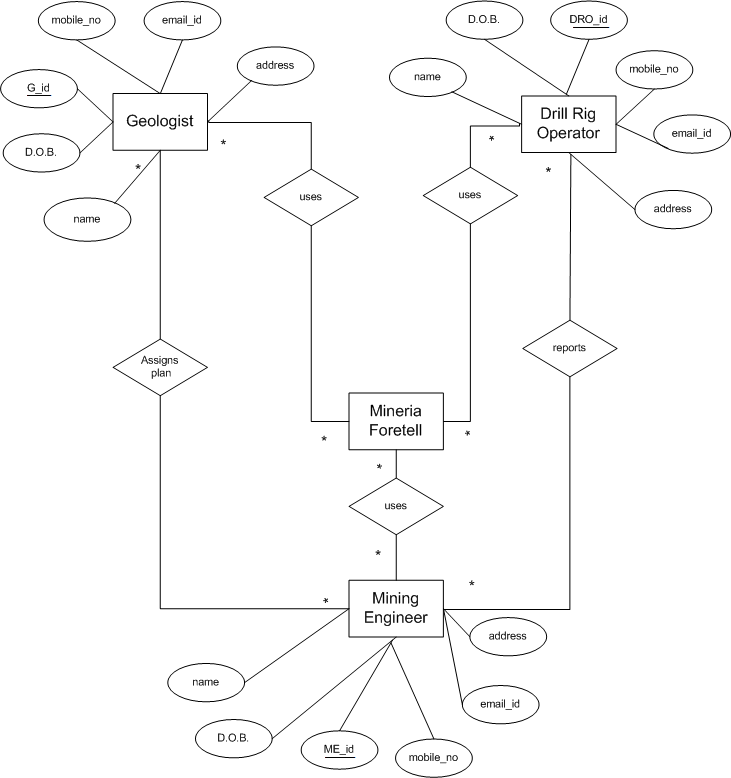 mobile_no
email_id
D.O.B.
DRO_id
address
name
mobile_no
G_id
Geologist
Drill Rig
Operator
email_id
*
*
D.O.B.
*
*
uses
uses
name
address
Assigns
plan
reports
Mineria
Foretell
*
*
*
uses
*
*
*
Mining
Engineer
address
name
email_id
D.O.B.
ME_id
mobile_no